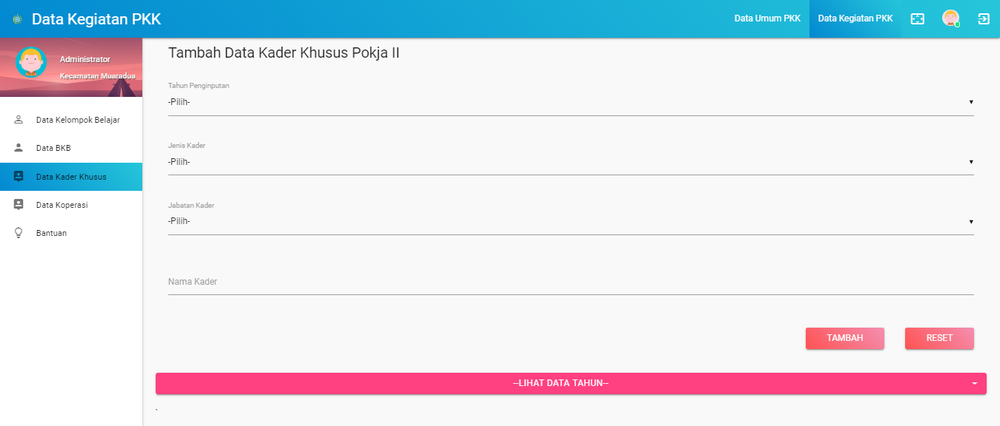 Data Kegiatan PKK
Data Umum PKK
Data Kegiatan PKK
Administrator
Kecamatan Muaradua
Data Kelompok Belajar
Data BKB
Data Kader Khusus
Data Koperasi
Bantuan
Tambah Data Kader Khusus Pokja II
Tahun Penginputan
-Pilih-
Jenis Kader
-Pilih-
Jabatan Kader
-Pilih-
Nama Kader
TAMBAH
RESET
--LIHAT DATA TAHUN--
`